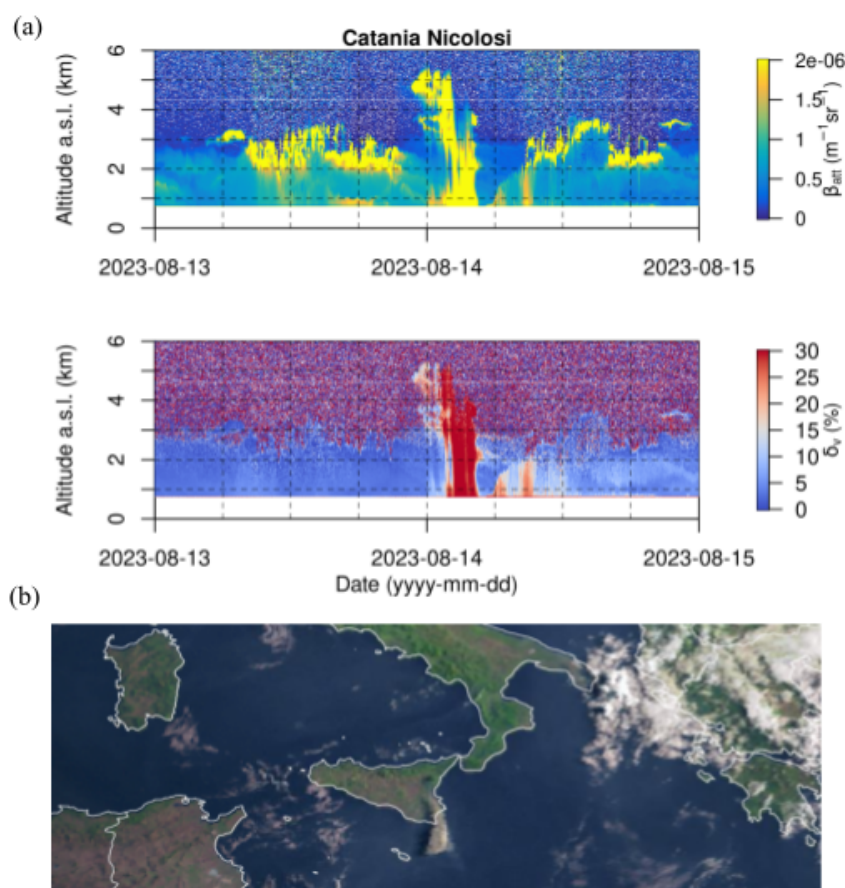 (a)
Catania Nicolosi
Altitude a.s.l. (km)
6
4
2
0
2023-08-13
2023-08-14
2023-08-15
2e-06
1.5
1
0.5
0
β_att (m⁻¹sr⁻¹)
Altitude a.s.l. (km)
6
4
2
0
2023-08-13
2023-08-14
2023-08-15
Date (yyyy-mm-dd)
30
25
20
15
10
5
0
δ_v (%)
(b)